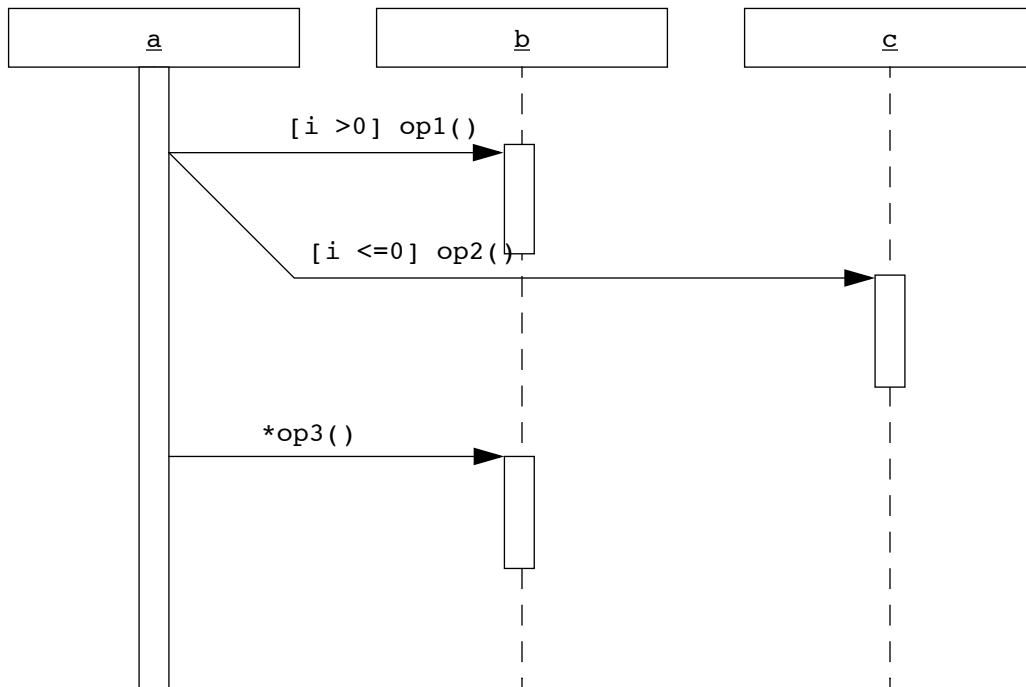 a
b
c
[i >0] op1()
[i <=0] op2()
*op3()